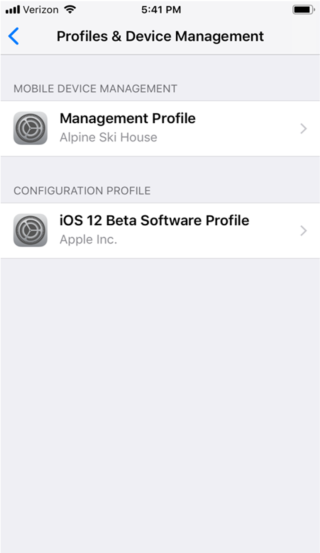 Verizon 5:41 PM
Profiles & Device Management
MOBILE DEVICE MANAGEMENT
Management Profile
Alpine Ski House
CONFIGURATION PROFILE
iOS 12 Beta Software Profile
Apple Inc.